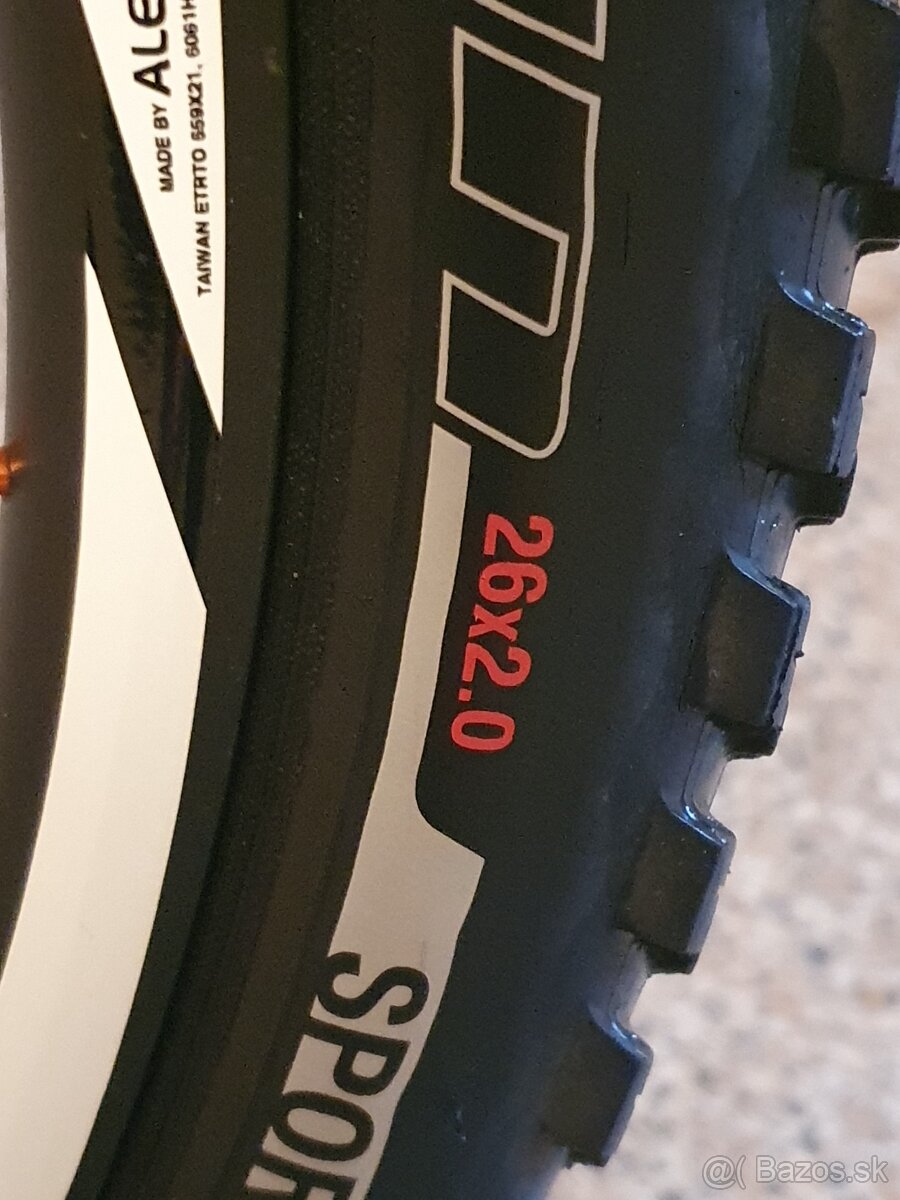 MADE BY ALE
TAIWAN ETRTO 559X21, 6061H
26x2.0
SPOR
@( Bazos.sk